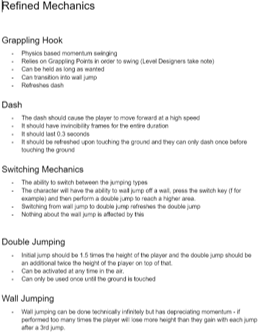 Refined Mechanics
Grappling Hook
- Physics based momentum swinging
- Relies on Grappling Points in order to swing (Level Designers take note)
- Can be held as long as wanted
- Can transition into wall jump
- Refreshes dash
Dash
- The dash should cause the player to move forward at a high speed
- It should have invincibility frames for the entire duration
- It should last 0.3 seconds
- It should be refreshed upon touching the ground and they can only dash once before
touching the ground
Switching Mechanics
- The ability to switch between the jumping types
- The character will have the ability to wall jump off a wall, press the switch key (f for
example) and then perform a double jump to reach a higher area.
- Switching from wall jump to double jump refreshes the double jump
- Nothing about the wall jump is affected by this
Double Jumping
- Initial jump should be 1.5 times the height of the player and the double jump should be
an additional twice the height of the player on top of that.
- Can be activated at any time in the air.
- Can only be used once until the ground is touched
Wall Jumping
- Wall jumping can be done technically infinitely but has depreciating momentum - if
performed too many times the player will lose more height than they gain with each jump
after a 3rd jump.